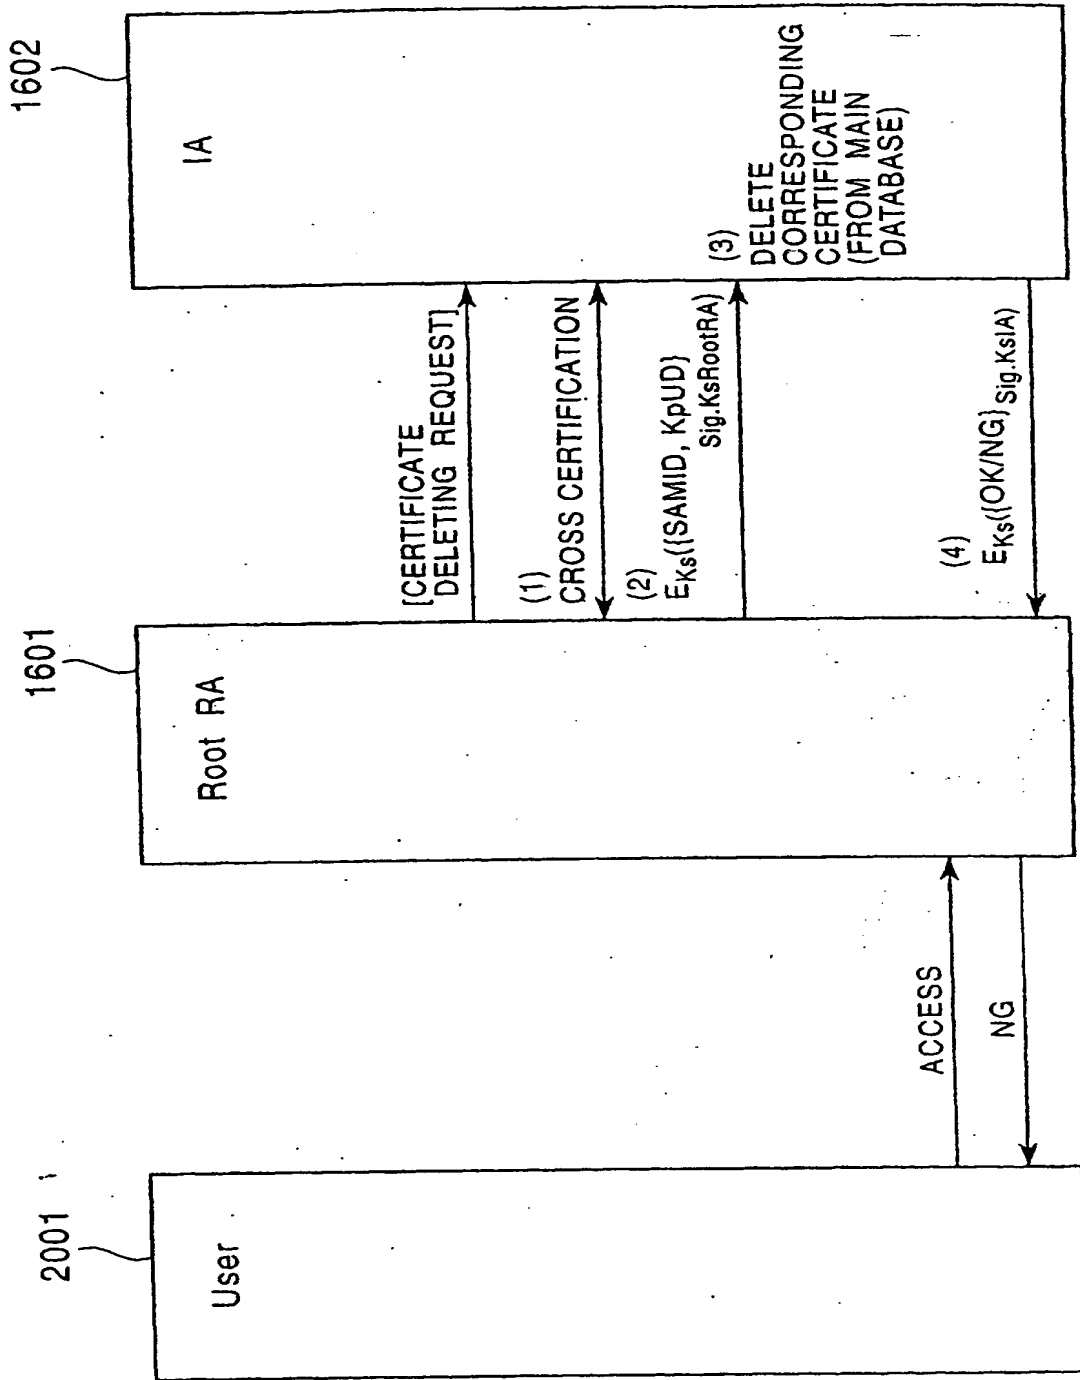 2001
User
1601
Root RA
1602
IA
[CERTIFICATE
DELETING REQUEST]
(1)
CROSS CERTIFICATION
(2)
EKs({SAMID, KpUD}
Sig.KsRootRA)
(3)
DELETE
CORRESPONDING
CERTIFICATE
(FROM MAIN
DATABASE)
(4)
EKs({OK/NG}Sig.KsIA)
ACCESS
NG